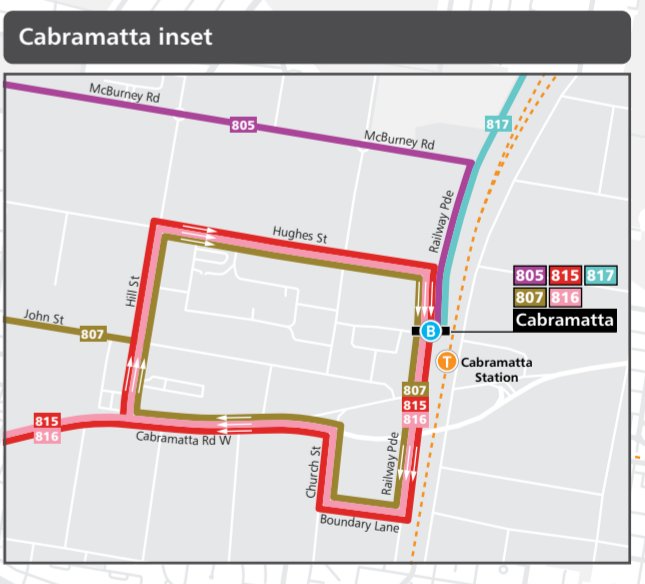 Cabramatta inset
McBurney Rd
805
McBurney Rd
817
Railway Pde
Hughes St
Hill St
John St
807
805 815 817
807 816
Cabramatta
B
T
Cabramatta
Station
807
815
816
815
816
Cabramatta Rd W
Church St
Railway Pde
Boundary Lane